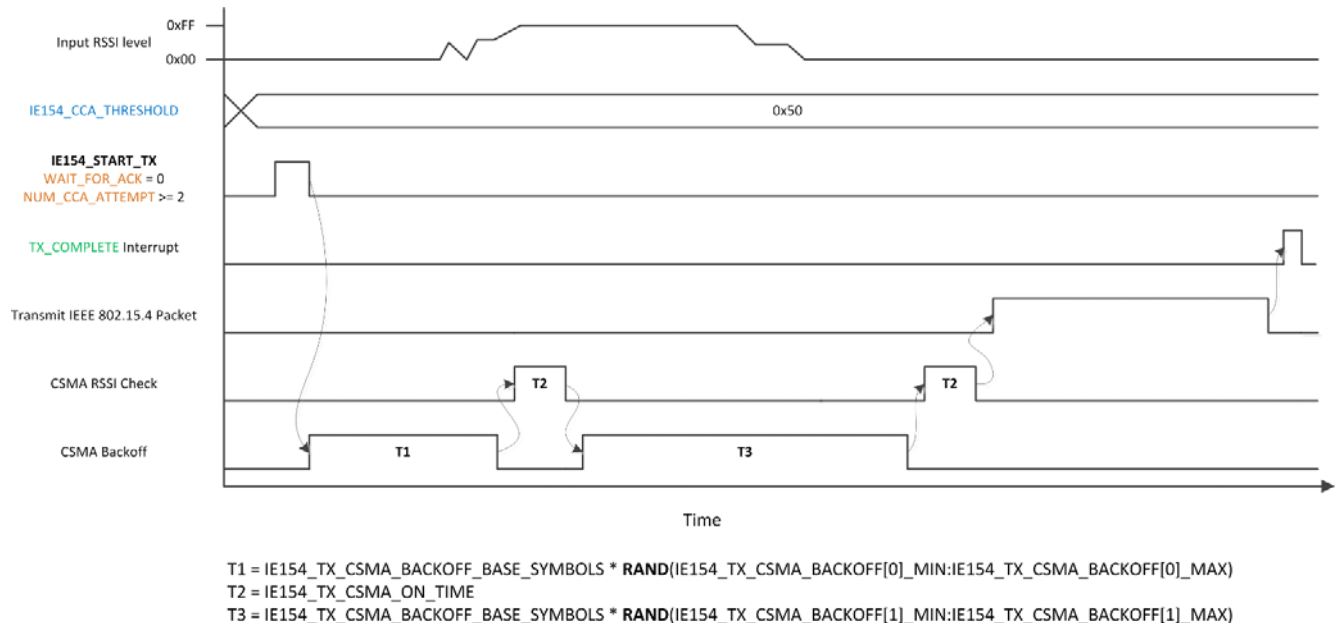 0xFF
Input RSSI level
0x00
IE154_CCA_THRESHOLD
0x50
IE154_START_TX
WAIT_FOR_ACK = 0
NUM_CCA_ATTEMPT >= 2
TX_COMPLETE Interrupt
Transmit IEEE 802.15.4 Packet
CSMA RSSI Check
T2
T2
CSMA Backoff
T1
T3
Time
T1 = IE154_TX_CSMA_BACKOFF_BASE_SYMBOLS * RAND(IE154_TX_CSMA_BACKOFF[0]_MIN:IE154_TX_CSMA_BACKOFF[0]_MAX)
T2 = IE154_TX_CSMA_ON_TIME
T3 = IE154_TX_CSMA_BACKOFF_BASE_SYMBOLS * RAND(IE154_TX_CSMA_BACKOFF[1]_MIN:IE154_TX_CSMA_BACKOFF[1]_MAX)